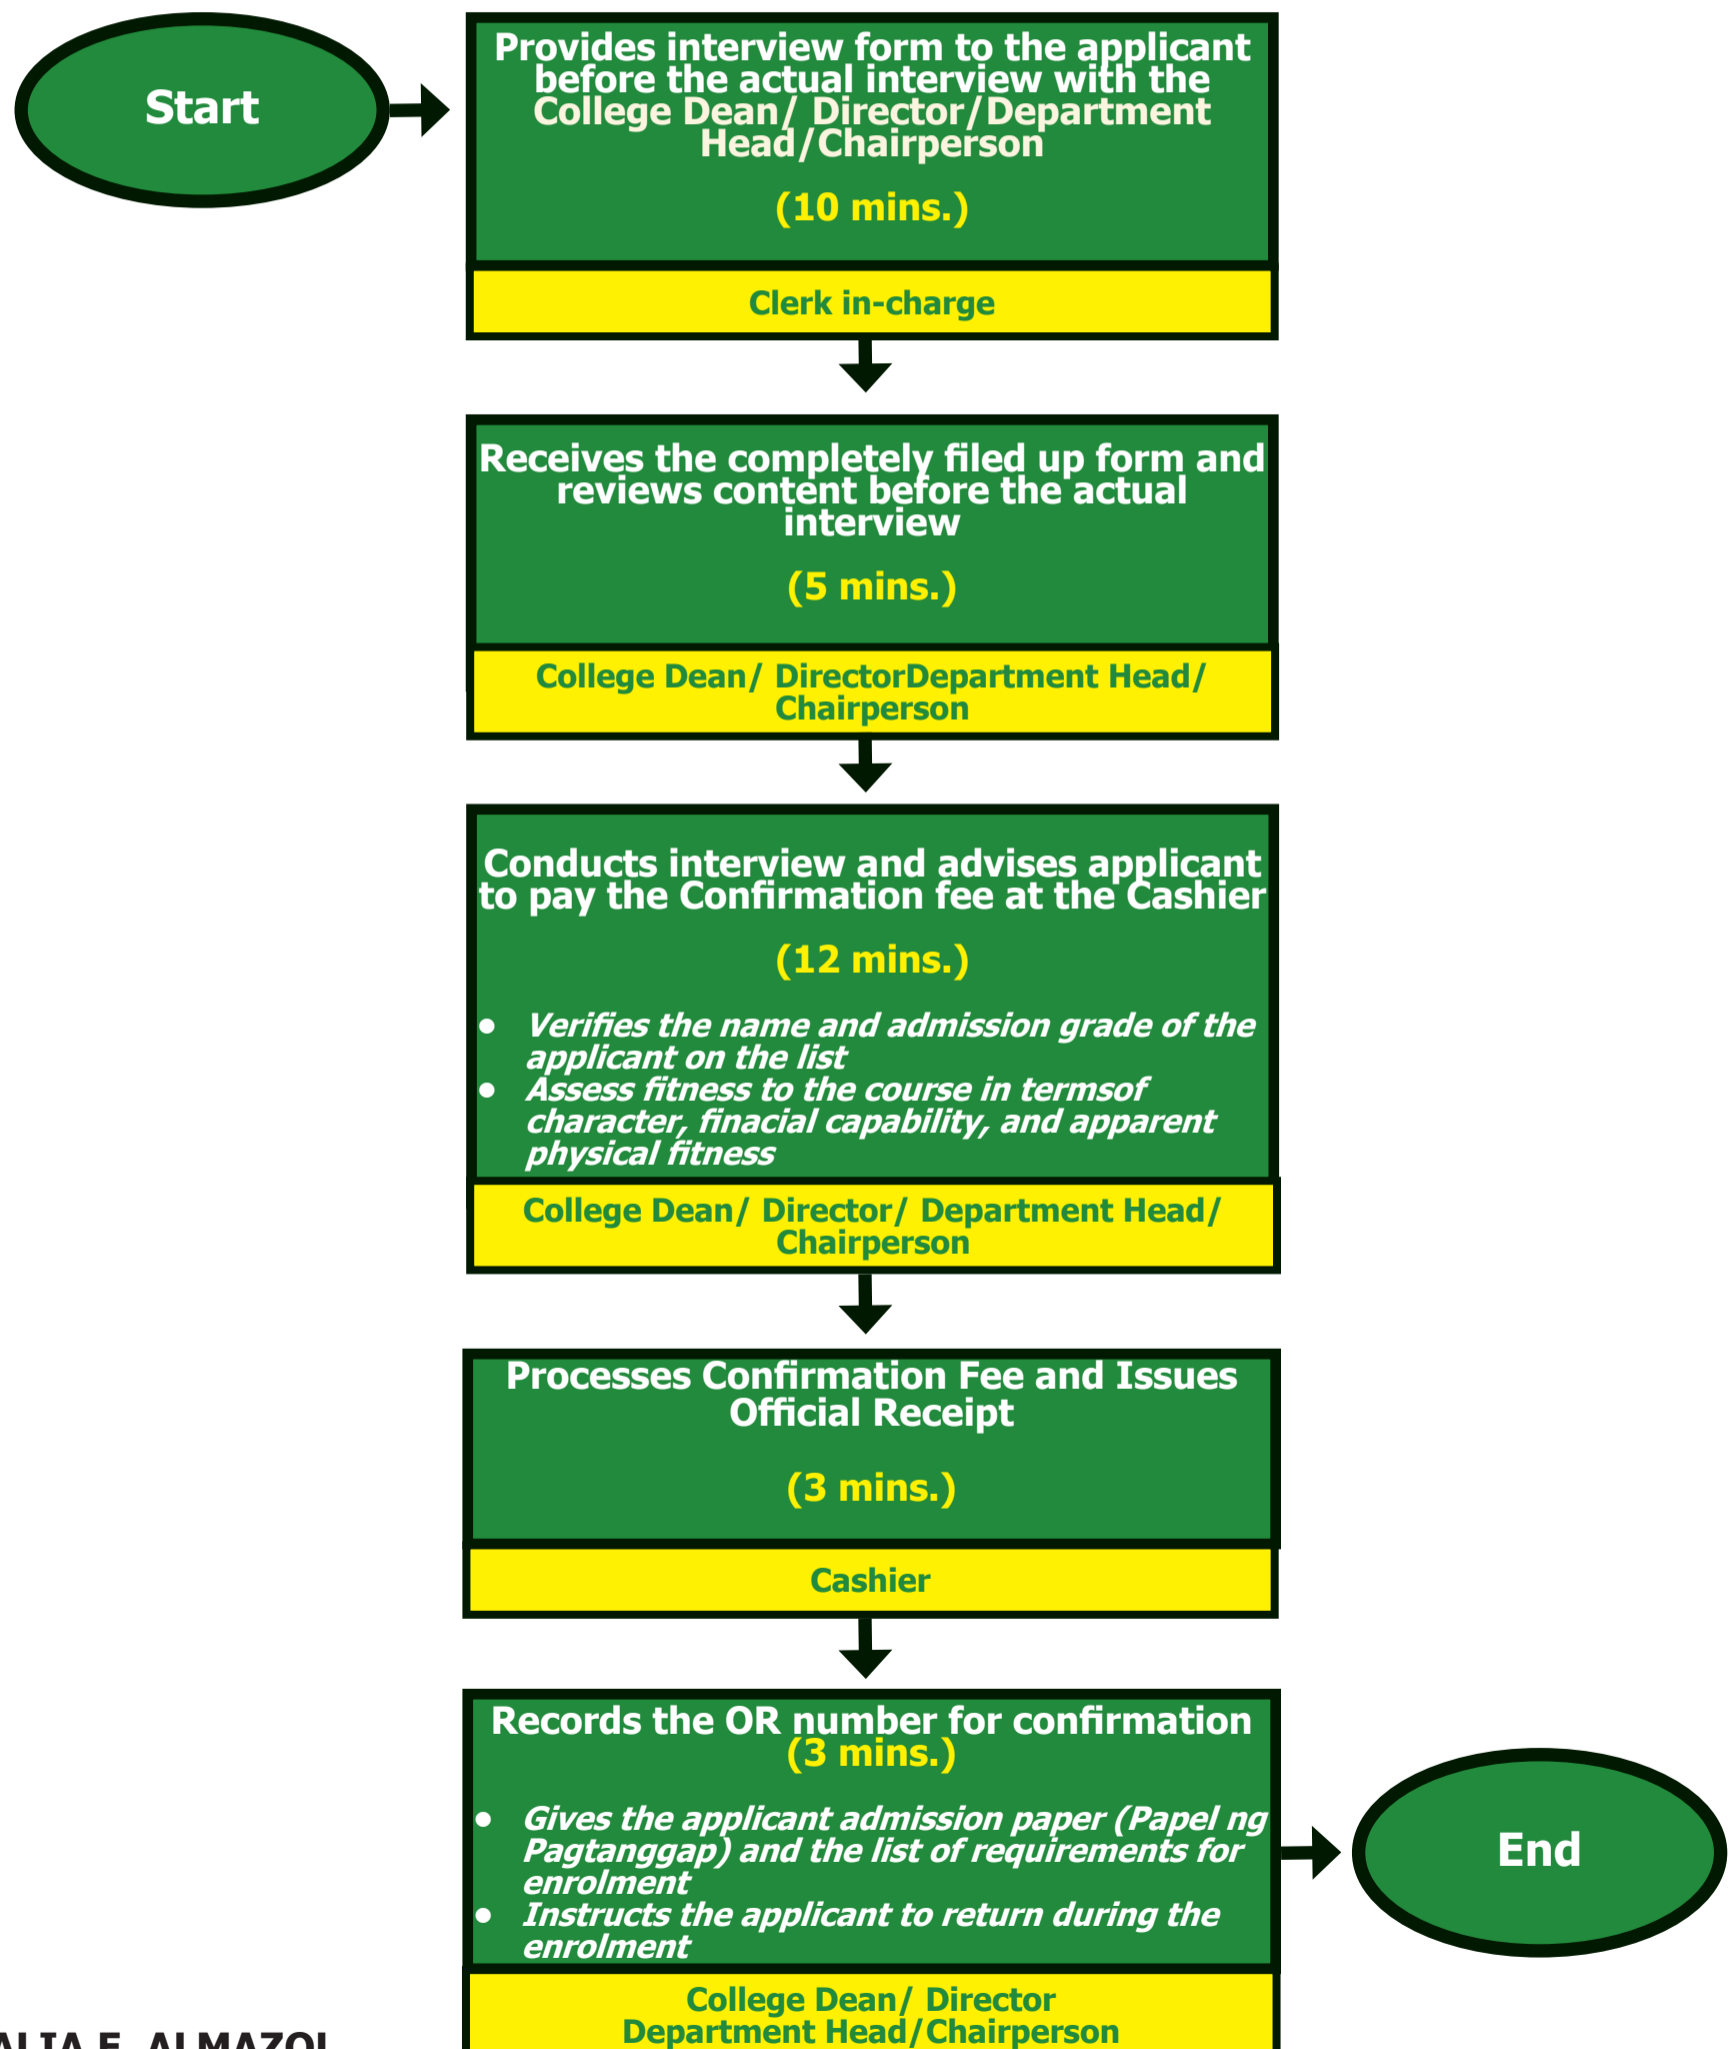 Start
Provides interview form to the applicant
before the actual interview with the
College Dean/ Director/Department
Head/Chairperson
(10 mins.)
Clerk in-charge
Receives the completely filed up form and
reviews content before the actual
interview
(5 mins.)
College Dean/ DirectorDepartment Head/
Chairperson
Conducts interview and advises applicant
to pay the Confirmation fee at the Cashier
(12 mins.)
● Verifies the name and admission grade of the
applicant on the list
● Assess fitness to the course in termsof
character, finacial capability, and apparent
physical fitness
College Dean/ Director/ Department Head/
Chairperson
Processes Confirmation Fee and Issues
Official Receipt
(3 mins.)
Cashier
Records the OR number for confirmation
(3 mins.)
● Gives the applicant admission paper (Papel ng
Pagtanggap) and the list of requirements for
enrolment
● Instructs the applicant to return during the
enrolment
End
College Dean/ Director
Department Head/Chairperson
E. ALMAZOL